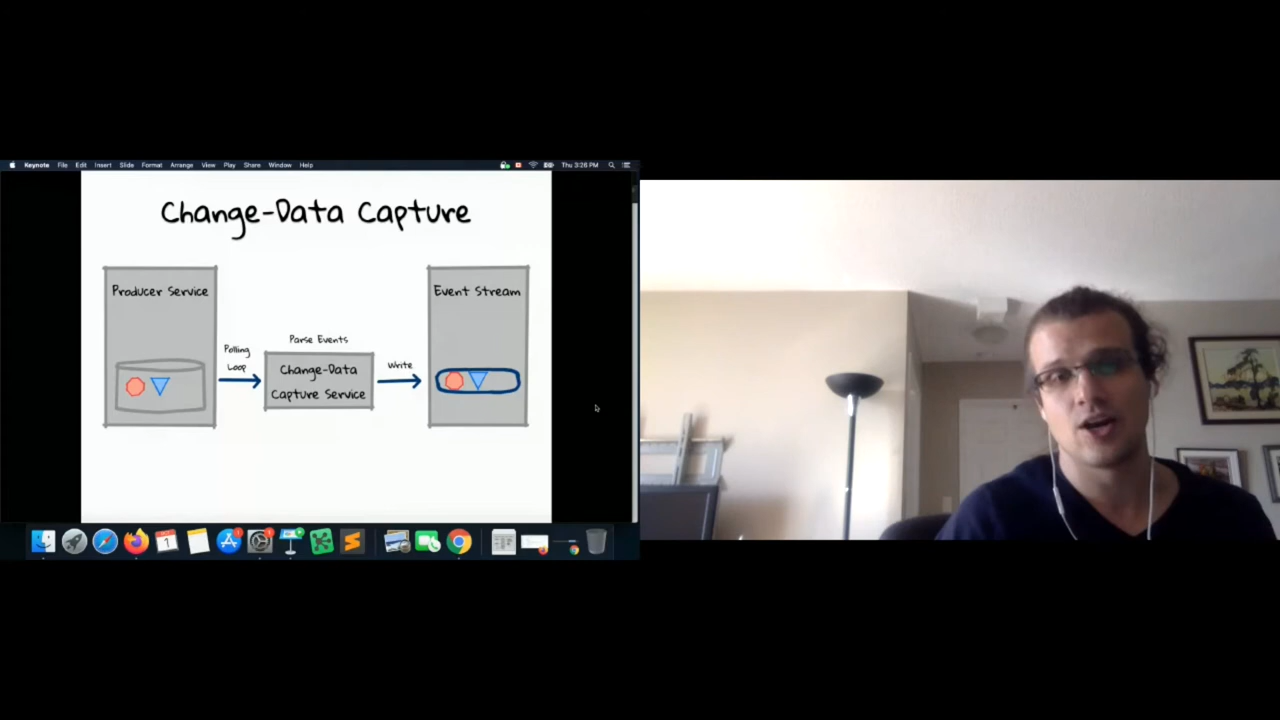 Keynote File Edit Insert Slide Format Arrange View Play Share Window Help Thu 3:26 PM
Change-Data Capture
Producer Service
Event Stream
Polling
Loop
Parse Events
Change-Data
Capture Service
Write
1